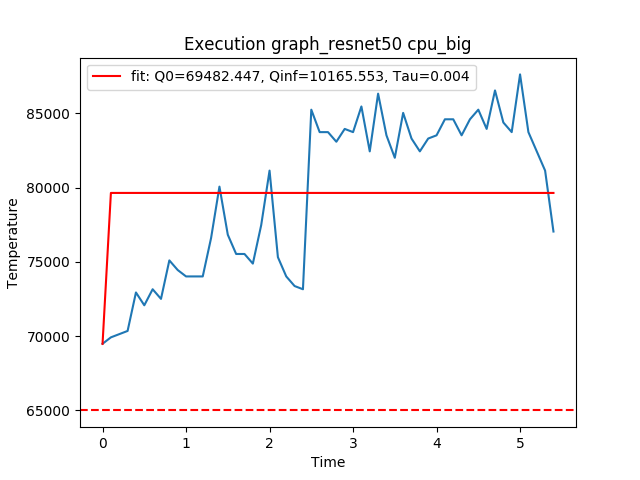 Execution graph_resnet50 cpu_big
fit: Q0=69482.447, Qinf=10165.553, Tau=0.004
85000
80000
75000
70000
65000
Temperature
0 1 2 3 4 5
Time